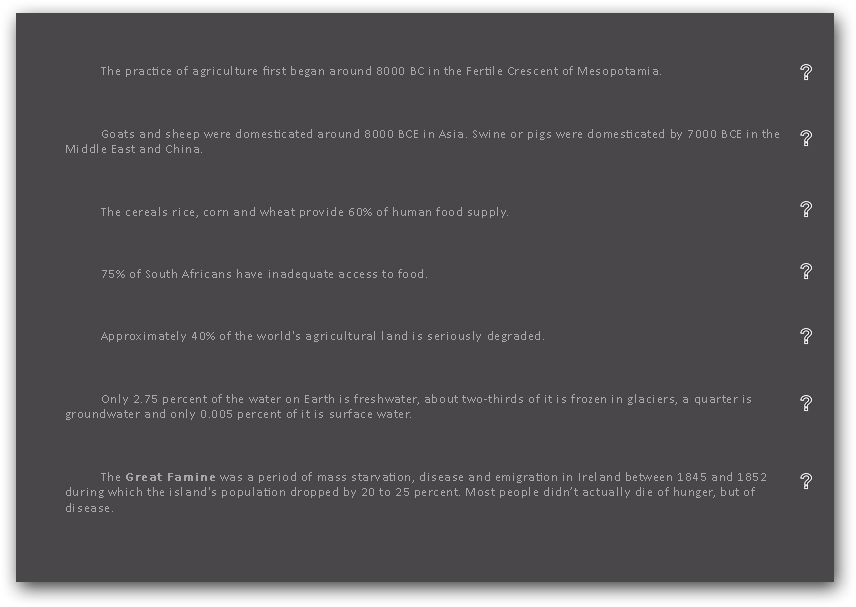 The practice of agriculture first began around 8000 BC in the Fertile Crescent of Mesopotamia. ?
Goats and sheep were domesticated around 8000 BCE in Asia. Swine or pigs were domesticated by 7000 BCE in the ?
Middle East and China.
The cereals rice, corn and wheat provide 60% of human food supply. ?
75% of South Africans have inadequate access to food. ?
Approximately 40% of the world's agricultural land is seriously degraded. ?
Only 2.75 percent of the water on Earth is freshwater, about two-thirds of it is frozen in glaciers, a quarter is ?
groundwater and only 0.005 percent of it is surface water.
The Great Famine was a period of mass starvation, disease and emigration in Ireland between 1845 and 1852 ?
during which the island's population dropped by 20 to 25 percent. Most people didn’t actually die of hunger, but of
disease.